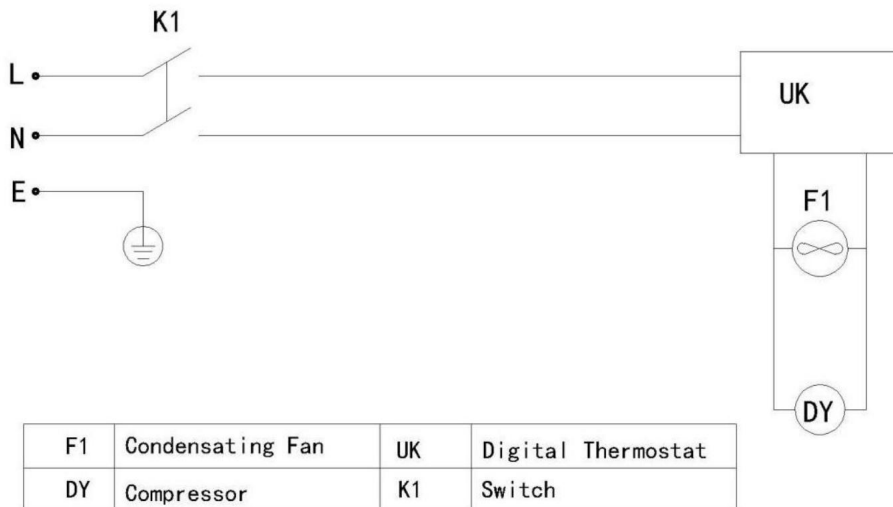 K1
L
UK
N
E
F1
DY
F1 Condensating Fan UK Digital Thermostat
DY Compressor K1 Switch